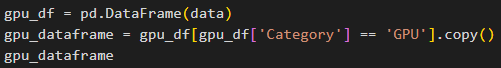 gpu_df = pd.DataFrame(data)
gpu_dataframe = gpu_df[gpu_df['Category'] == 'GPU'].copy()
gpu_dataframe